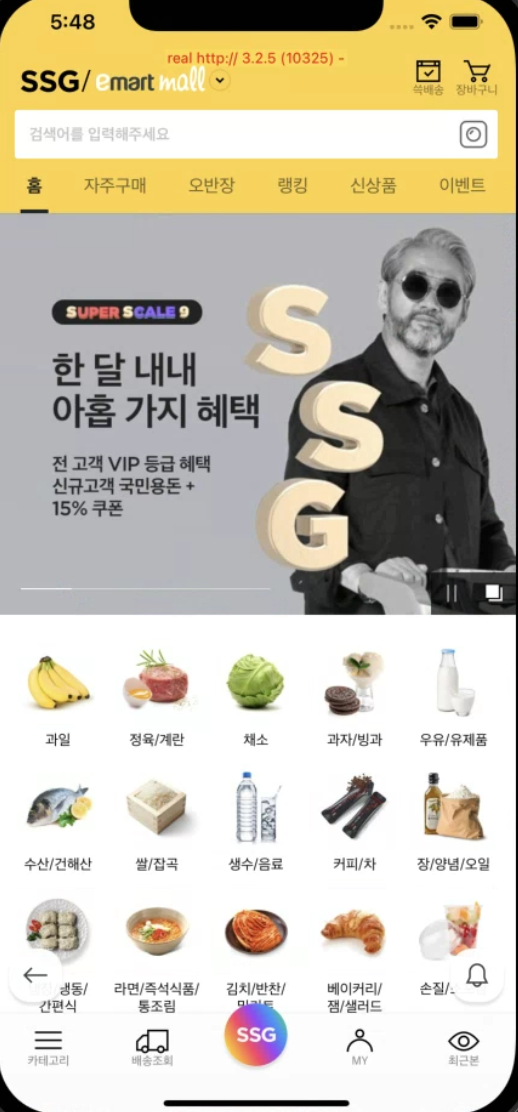 5:48
real http:// 3.2.5 (10325) -
SSG/ emart mall
쓱배송 장바구니
검색어를 입력해주세요
홈 자주구매 오반장 랭킹 신상품 이벤트
SUPER SCALE 9
한 달 내내
아홉 가지 혜택
전 고객 VIP 등급 혜택
신규고객 국민용돈 +
15% 쿠폰
S
S
G
과일 정육/계란 채소 과자/빙과 우유/유제품
수산/건해산 쌀/잡곡 생수/음료 커피/차 장/양념/오일
냉동/ 라면/즉석식품/ 김치/반찬/ 베이커리/ 손질/
간편식 통조림 잼/샐러드
SSG
카테고리 배송조회 MY 최근본